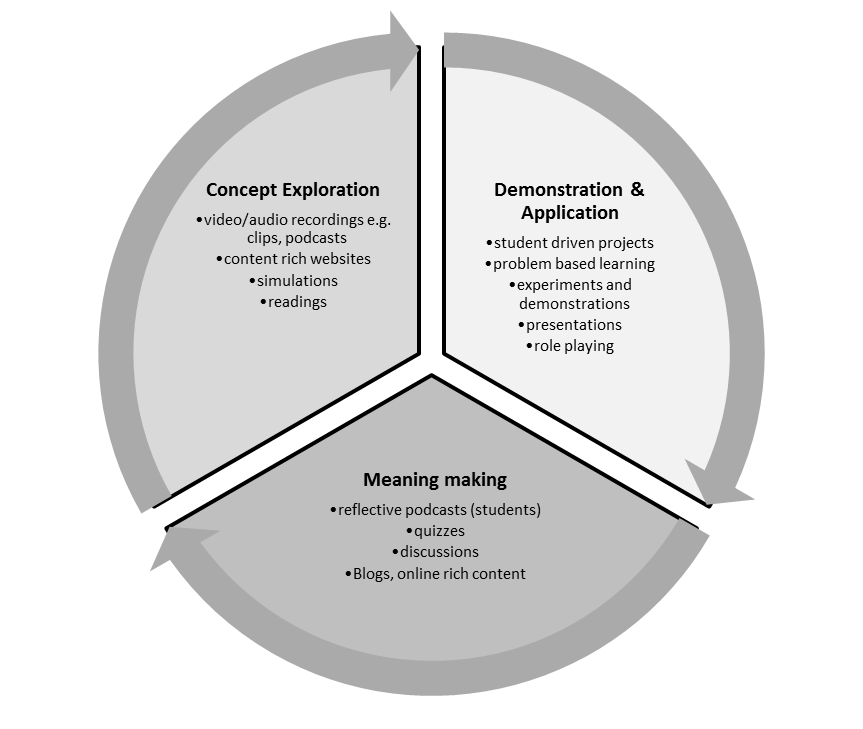 Concept Exploration
•video/audio recordings e.g.
clips, podcasts
•content rich websites
•simulations
•readings
Demonstration &
Application
•student driven projects
•problem based learning
•experiments and
demonstrations
•presentations
•role playing
Meaning making
•reflective podcasts (students)
•quizzes
•discussions
•Blogs, online rich content